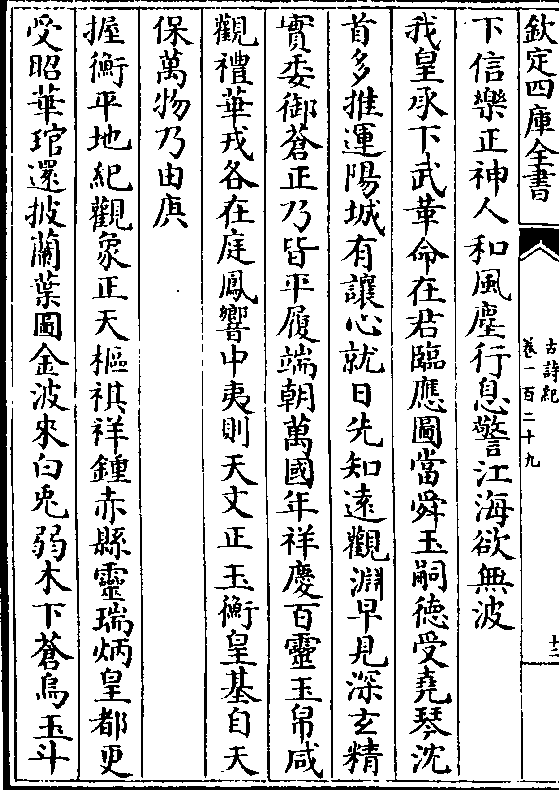 欽定四庫全書
古詩紀
卷一百二十九
十三
下信樂正神人和風塵行息警江海欲無波
我皇承下武革命在君臨應圖當舜玉嗣德受堯琴沈
首多推運陽城有讓心就日先知遠觀淵早見深玄精
實委御蒼正乃皆平履端朝萬國年祥慶百靈玉帛咸
觀禮華戎各在庭鳳響中夷則天文正玉衡皇基自天
保萬物乃由庚
握衡平地紀觀象正天樞祺祥鍾赤縣靈瑞炳皇都更
受昭華琯還披蘭葉圖金波來白兎弱木下蒼烏玉斗